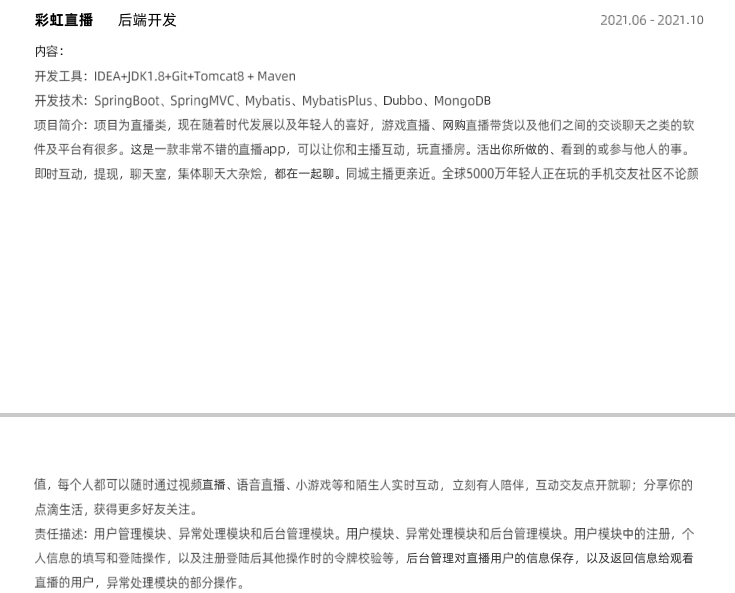 彩虹直播 后端开发 2021.06 - 2021.10
内容：
开发工具：IDEA+JDK1.8+Git+Tomcat8 + Maven
开发技术：SpringBoot、SpringMVC、Mybatis、MybatisPlus、Dubbo、MongoDB
项目简介：项目为直播类，现在随着时代发展以及年轻人的喜好，游戏直播、网购直播带货以及他们之间的交谈聊天之类的软
件及平台有很多。这是一款非常不错的直播app，可以让你和主播互动，玩直播房。活出你所做的、看到的或参与他人的事。
即时互动，提现，聊天室，集体聊天大杂烩，都在一起聊。同城主播更亲近。全球5000万年轻人正在玩的手机交友社区不论颜
值，每个人都可以随时通过视频直播、语音直播、小游戏等和陌生人实时互动，立刻有人陪伴，互动交友点开就聊；分享你的
点滴生活，获得更多好友关注。
责任描述：用户管理模块、异常处理模块和后台管理模块。用户模块、异常处理模块和后台管理模块。用户模块中的注册，个
人信息的填写和登陆操作，以及注册登陆后其他操作时的令牌校验等，后台管理对直播用户的信息保存，以及返回信息给观看
直播的用户，异常处理模块的部分操作。